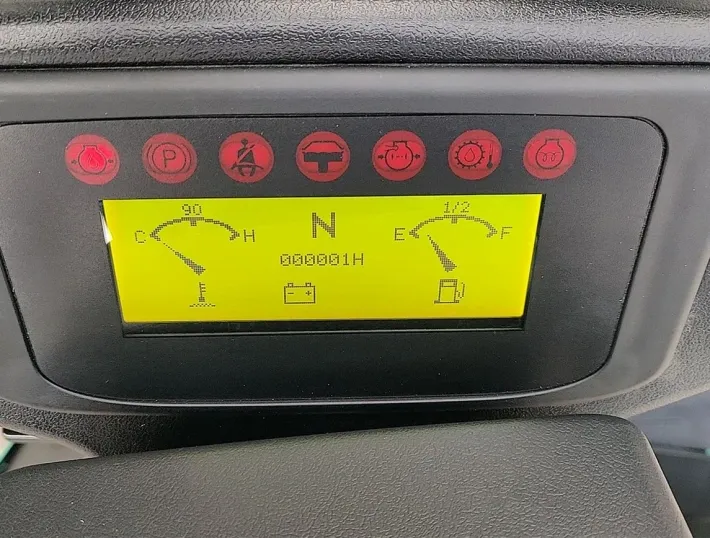 P
90 N 1/2
C H E F
000001H